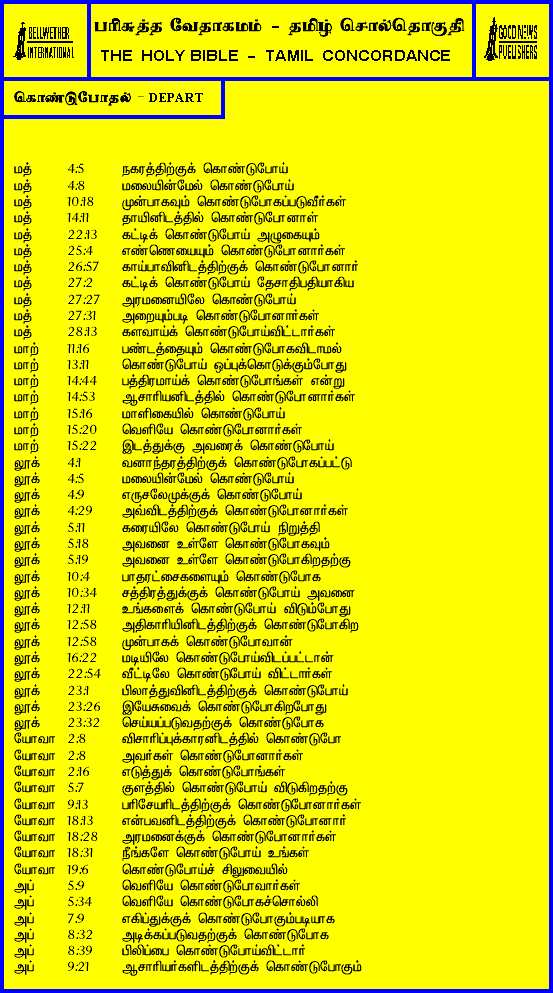 BELLWETHER INTERNATIONAL
பரிசுத்த வேதாகமம் - தமிழ் சொல்தொகுதி
THE HOLY BIBLE - TAMIL CONCORDANCE
GOOD NEWS PUBLISHERS
கொண்டுபோதல் - DEPART
மத் 4:5 நகரத்திற்குக் கொண்டுபோய்
மத் 4:8 மலையின்மேல் கொண்டுபோய்
மத் 10:18 முன்பாகவும் கொண்டுபோகப்படுவீர்கள்
மத் 14:11 தாயினிடத்தில் கொண்டுபோனாள்
மத் 22:13 கட்டிக் கொண்டுபோய் அழுகையும்
மத் 25:4 எண்ணெயையும் கொண்டுபோனார்கள்
மத் 26:57 காய்பாவினிடத்திற்குக் கொண்டுபோனார்
மத் 27:2 கட்டிக் கொண்டுபோய் தேசாதிபதியாகிய
மத் 27:27 அரமனையிலே கொண்டுபோய்
மத் 27:31 அறையும்படி கொண்டுபோனார்கள்
மத் 28:13 களவாய்க் கொண்டுபோய்விட்டார்கள்
மாற் 11:16 பண்டத்தையும் கொண்டுபோகவிடாமல்
மாற் 13:11 கொண்டுபோய் ஒப்புக்கொடுக்கும்போது
மாற் 14:44 பத்திரமாய்க் கொண்டுபோங்கள் என்று
மாற் 14:53 ஆசாரியனிடத்தில் கொண்டுபோனார்கள்
மாற் 15:16 மாளிகையில் கொண்டுபோய்
மாற் 15:20 வெளியே கொண்டுபோனார்கள்
மாற் 15:22 இடத்துக்கு அவரைக் கொண்டுபோய்
லூக் 4:1 வனாந்தரத்திற்குக் கொண்டுபோகப்பட்டு
லூக் 4:5 மலையின்மேல் கொண்டுபோய்
லூக் 4:9 எருசலேமுக்குக் கொண்டுபோய்
லூக் 4:29 அவ்விடத்திற்குக் கொண்டுபோனார்கள்
லூக் 5:11 கரையிலே கொண்டுபோய் நிறுத்தி
லூக் 5:18 அவனை உள்ளே கொண்டுபோகவும்
லூக் 5:19 அவனை உள்ளே கொண்டுபோகிறதற்கு
லூக் 10:4 பாதரட்சைகளையும் கொண்டுபோக
லூக் 10:34 சத்திரத்துக்குக் கொண்டுபோய் அவனை
லூக் 12:11 உங்களைக் கொண்டுபோய் விடும்போது
லூக் 12:58 அதிகாரியினிடத்திற்குக் கொண்டுபோகிற
லூக் 12:58 முன்பாகக் கொண்டுபோவான்
லூக் 16:22 மடியிலே கொண்டுபோய்விடப்பட்டான்
லூக் 22:54 வீட்டிலே கொண்டுபோய் விட்டார்கள்
லூக் 23:1 பிலாத்துவினிடத்திற்குக் கொண்டுபோய்
லூக் 23:26 இயேசுவைக் கொண்டுபோகிறபோது
லூக் 23:32 செய்யப்படுவதற்குக் கொண்டுபோக
யோவா 2:8 விசாரிப்புக்காரனிடத்தில் கொண்டுபோ
யோவா 2:8 அவர்கள் கொண்டுபோனார்கள்
யோவா 2:16 எடுத்துக் கொண்டுபோங்கள்
யோவா 5:7 குளத்தில் கொண்டுபோய் விடுகிறதற்கு
யோவா 9:13 பரிசேயரிடத்திற்குக் கொண்டுபோனார்கள்
யோவா 18:13 என்பவனிடத்திற்குக் கொண்டுபோனார்
யோவா 18:28 அரமனைக்குக் கொண்டுபோனார்கள்
யோவா 18:31 நீங்களே கொண்டுபோய் உங்கள்
யோவா 19:6 கொண்டுபோய்ச் சிலுவையில்
அப் 5:9 வெளியே கொண்டுபோவார்கள்
அப் 5:34 வெளியே கொண்டுபோகச்சொல்லி
அப் 7:9 எகிப்துக்குக் கொண்டுபோகும்படியாக
அப் 8:32 அடிக்கப்படுவதற்குக் கொண்டுபோக
அப் 8:39 பிலிப்பை கொண்டுபோய்விட்டார்
அப் 9:21 ஆசாரியர்களிடத்திற்குக் கொண்டுபோகும்